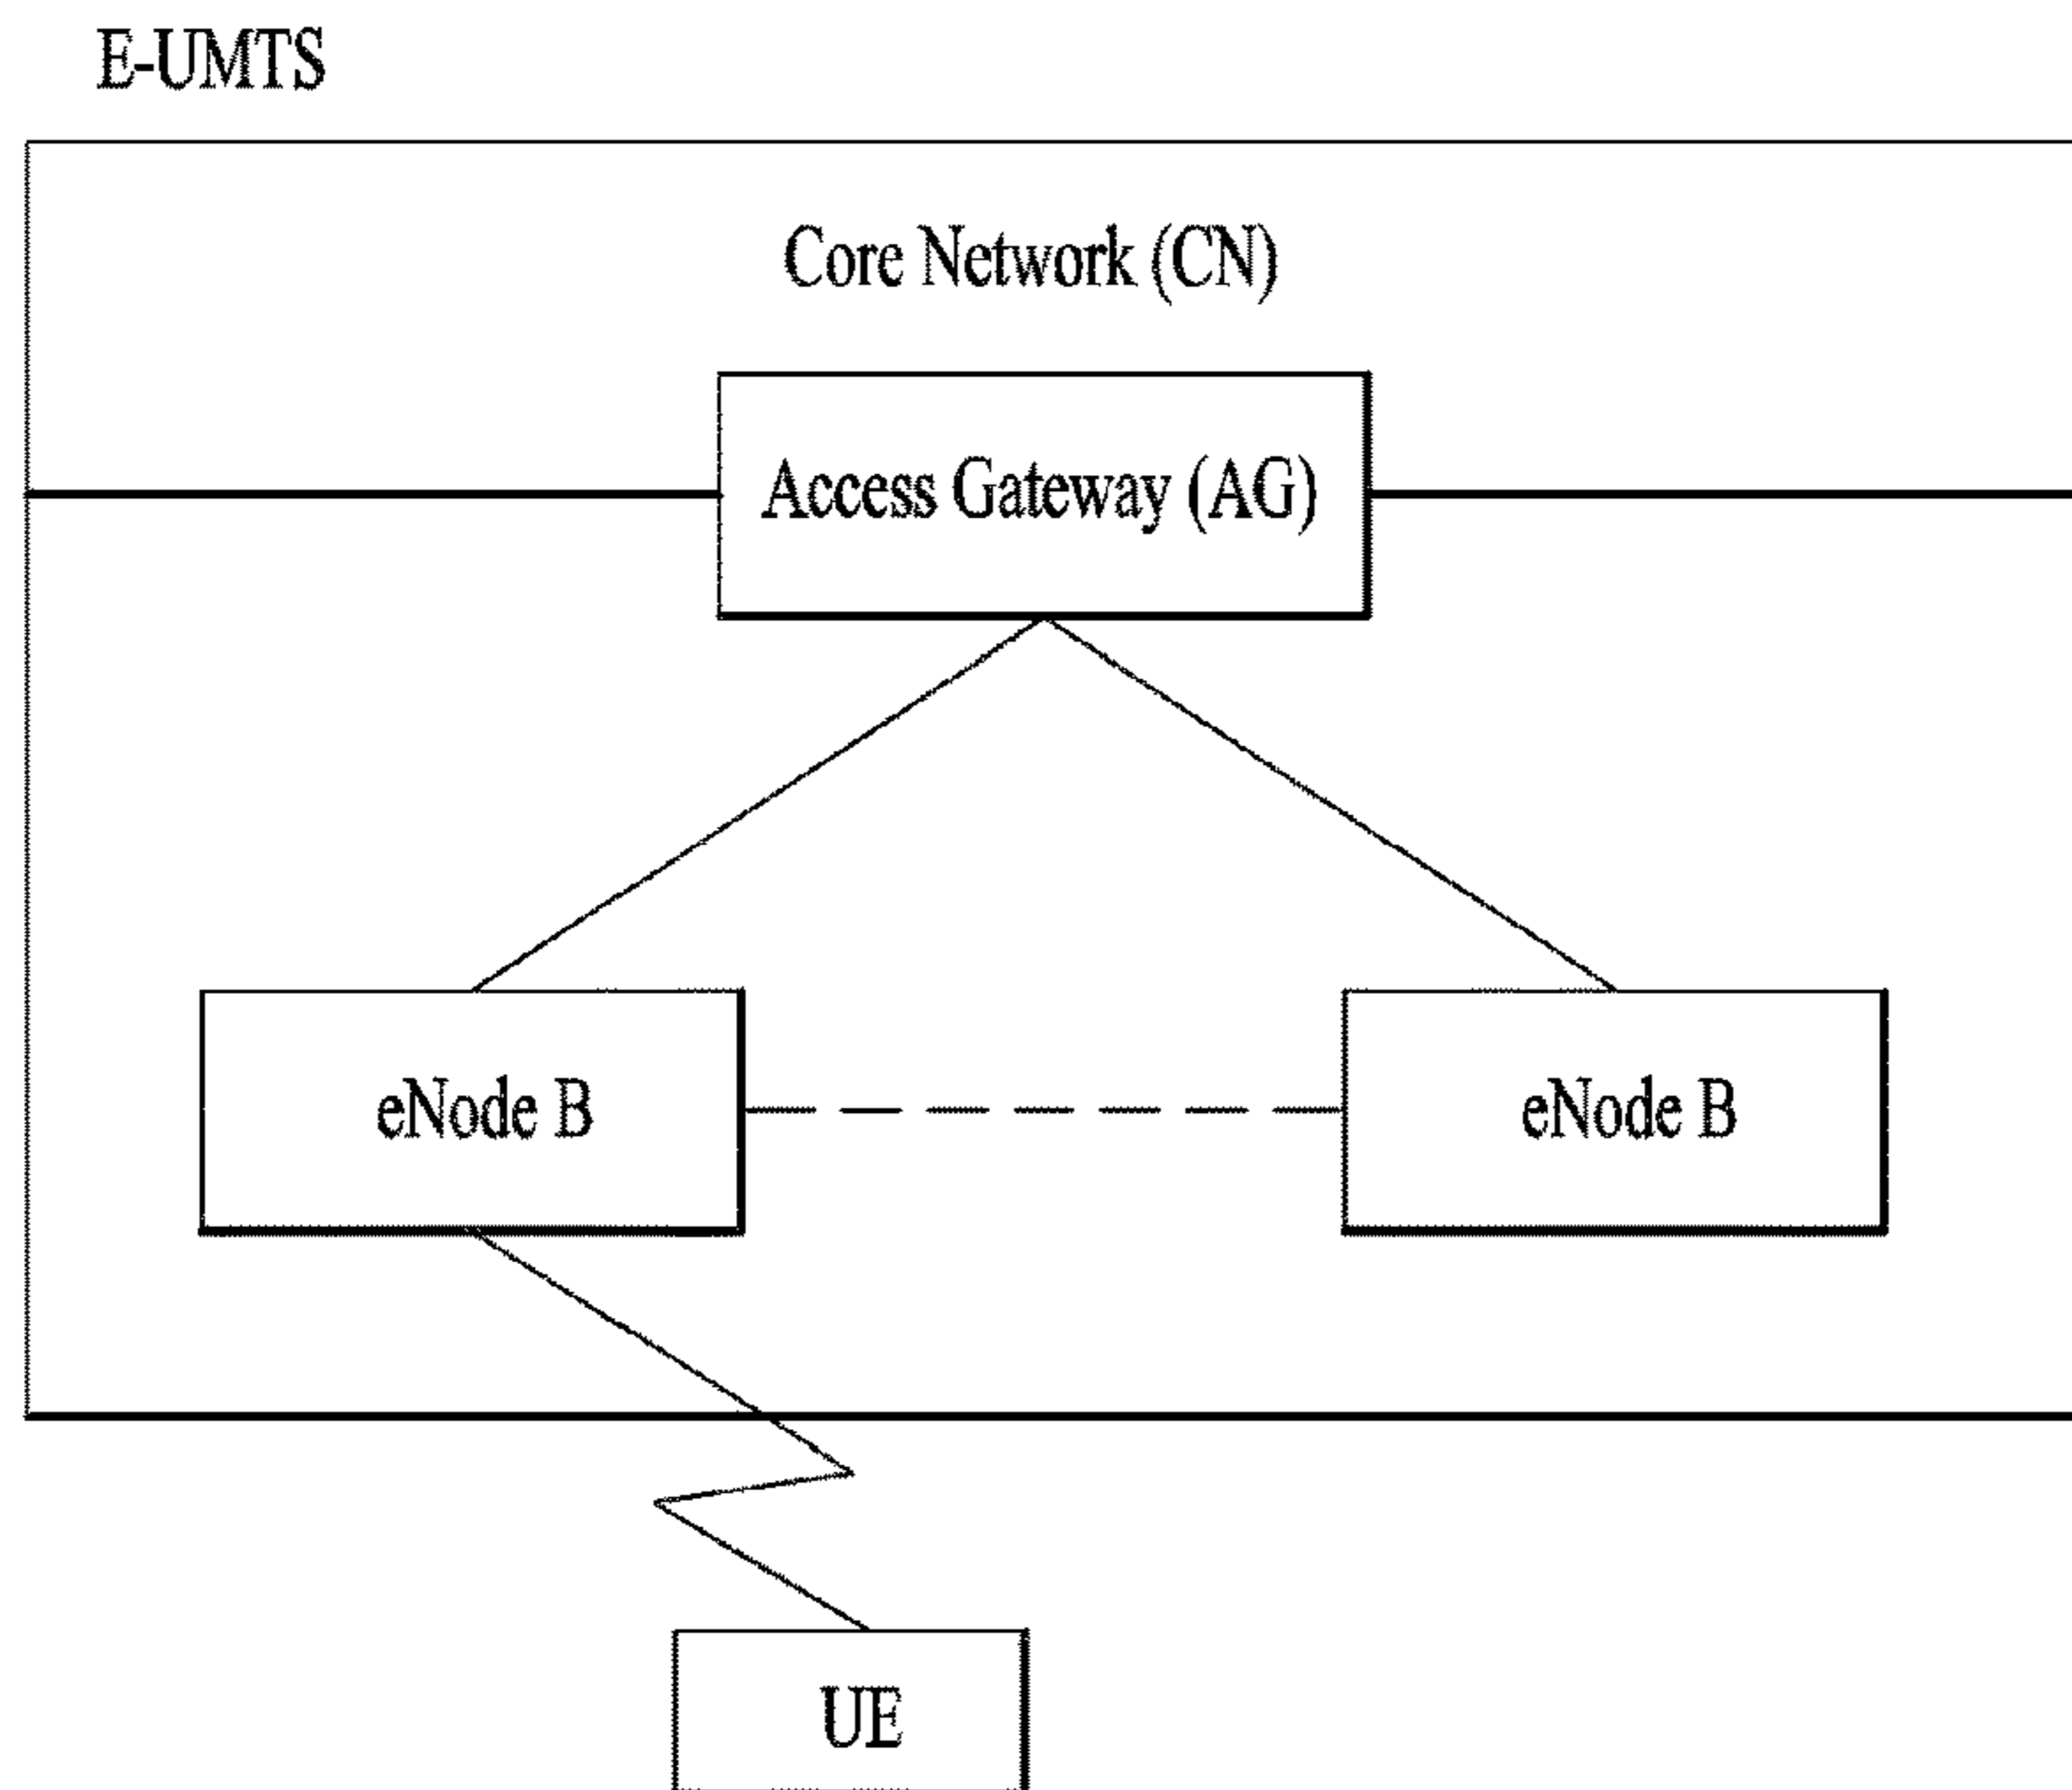 E-UMTS
Core Network (CN)
Access Gateway (AG)
eNode B
eNode B
UE